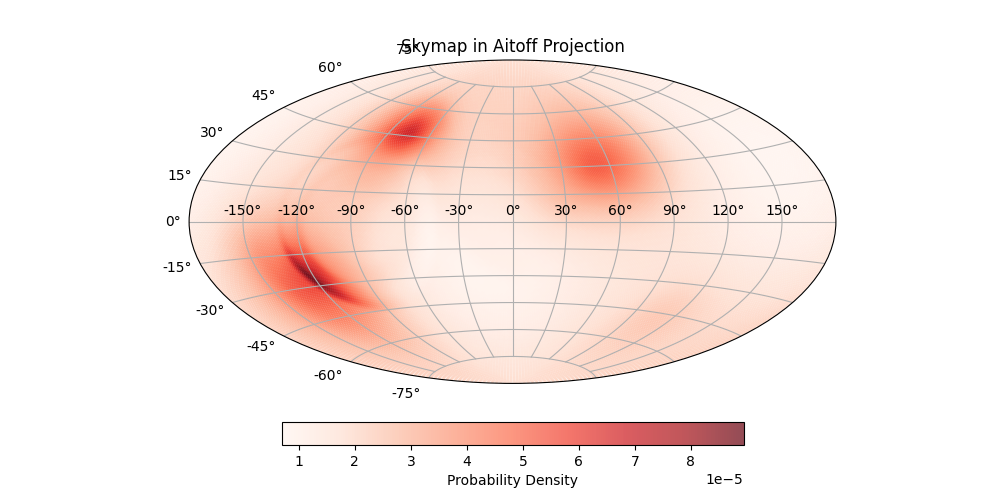 Skymap in Aitoff Projection
75°
60°
45°
30°
15°
0°
-150° -120° -90° -60° -30° 0° 30° 60° 90° 120° 150°
-15°
-30°
-45°
-60°
-75°
1 2 3 4 5 6 7 8
1e−5
Probability Density